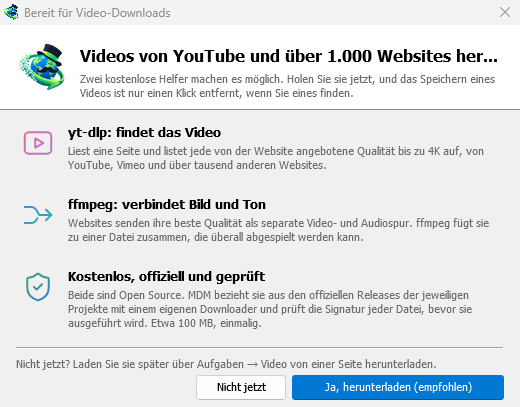 Bereit für Video-Downloads
Videos von YouTube und über 1.000 Websites her...
Zwei kostenlose Helfer machen es möglich. Holen Sie sie jetzt, und das Speichern eines
Videos ist nur einen Klick entfernt, wenn Sie eines finden.
yt-dlp: findet das Video
Liest eine Seite und listet jede von der Website angebotene Qualität bis zu 4K auf, von
YouTube, Vimeo und über tausend anderen Websites.
ffmpeg: verbindet Bild und Ton
Websites senden ihre beste Qualität als separate Video- und Audiospur. ffmpeg fügt sie
zu einer Datei zusammen, die überall abgespielt werden kann.
Kostenlos, offiziell und geprüft
Beide sind Open Source. MDM bezieht sie aus den offiziellen Releases der jeweiligen
Projekte mit einem eigenen Downloader und prüft die Signatur jeder Datei, bevor sie
ausgeführt wird. Etwa 100 MB, einmalig.
Nicht jetzt? Laden Sie sie später über Aufgaben → Video von einer Seite herunterladen.
Nicht jetzt
Ja, herunterladen (empfohlen)